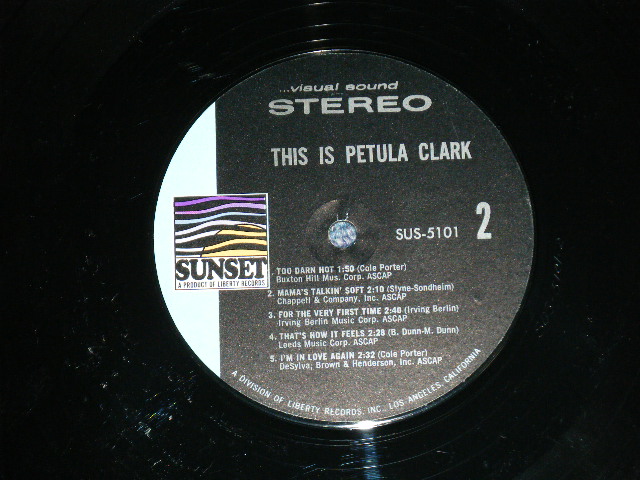 ...visual sound
STEREO
THIS IS PETULA CLARK
SUS-5101 2
SUNSET
A PRODUCT OF LIBERTY RECORDS
1. TOO DARN HOT 1:50 (Cole Porter)
Buxton Hill Mus. Corp. ASCAP
2. MAMA'S TALKIN' SOFT 2:10 (Styne-Sondheim)
Chappell & Company, Inc. ASCAP
3. FOR THE VERY FIRST TIME 2:48 (Irving Berlin)
Irving Berlin Music Corp. ASCAP
4. THAT'S HOW IT FEELS 2:28 (B. Dunn-M. Dunn)
Leeds Music Corp. ASCAP
5. I'M IN LOVE AGAIN 2:32 (Cole Porter)
DeSylva, Brown & Henderson, Inc. ASCAP
A DIVISION OF LIBERTY RECORDS, INC., LOS ANGELES, CALIFORNIA